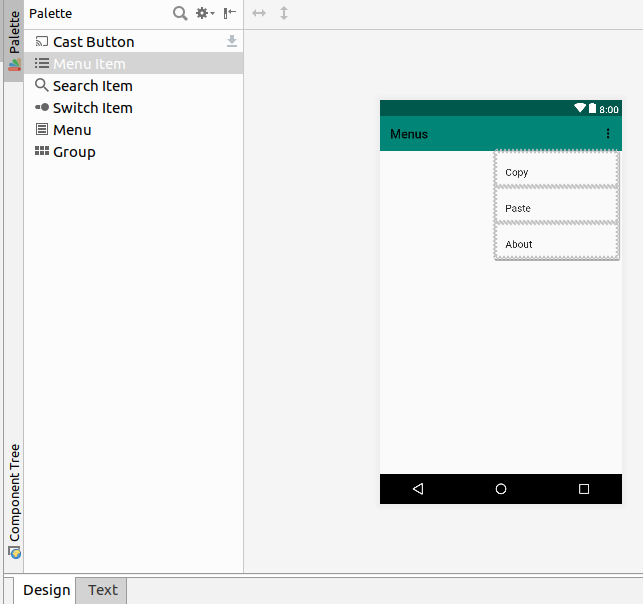 Palette
Palette
Cast Button
Menu Item
Search Item
Switch Item
Menu
Group
8:00
Menus
Copy
Paste
About
Component Tree
Design
Text